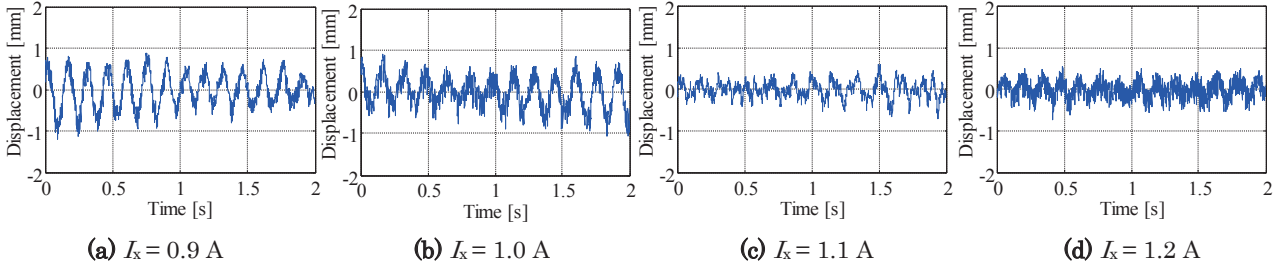 Displacement [mm]
2
1
0
-1
-2
0 0.5 1 1.5 2
Time [s]
(a) Ix = 0.9 A
Displacement [mm]
2
1
0
-1
-2
0 0.5 1 1.5 2
Time [s]
(b) Ix = 1.0 A
Displacement [mm]
2
1
0
-1
-2
0 0.5 1 1.5 2
Time [s]
(c) Ix = 1.1 A
Displacement [mm]
2
1
0
-1
-2
0 0.5 1 1.5 2
Time [s]
(d) Ix = 1.2 A